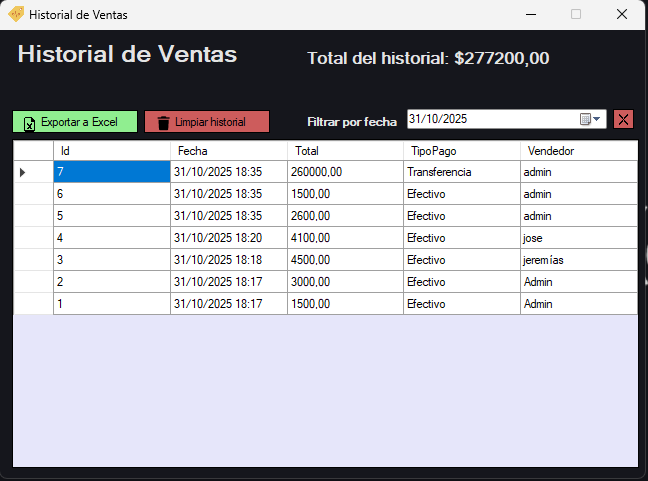 Historial de Ventas
Historial de Ventas
Total del historial: $277200,00
Exportar a Excel
Limpiar historial
Filtrar por fecha
31/10/2025
Id Fecha Total TipoPago Vendedor
7 31/10/2025 18:35 260000,00 Transferencia admin
6 31/10/2025 18:35 1500,00 Efectivo admin
5 31/10/2025 18:35 2600,00 Efectivo admin
4 31/10/2025 18:20 4100,00 Efectivo jose
3 31/10/2025 18:18 4500,00 Efectivo jeremías
2 31/10/2025 18:17 3000,00 Efectivo Admin
1 31/10/2025 18:17 1500,00 Efectivo Admin